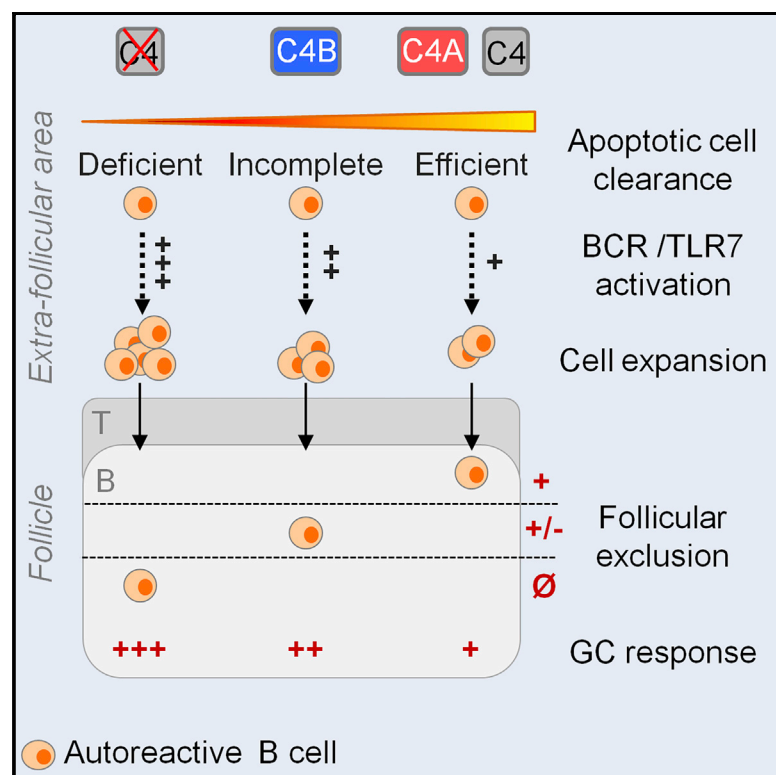 C4 C4B C4A C4
Extra-follicular area
Deficient Incomplete Efficient
Apoptotic cell
clearance
+++ ++ +
BCR /TLR7
activation
Cell expansion
T
B
Follicle
+
+/-
Ø
Follicular
exclusion
+++ ++ +
GC response
Autoreactive B cell